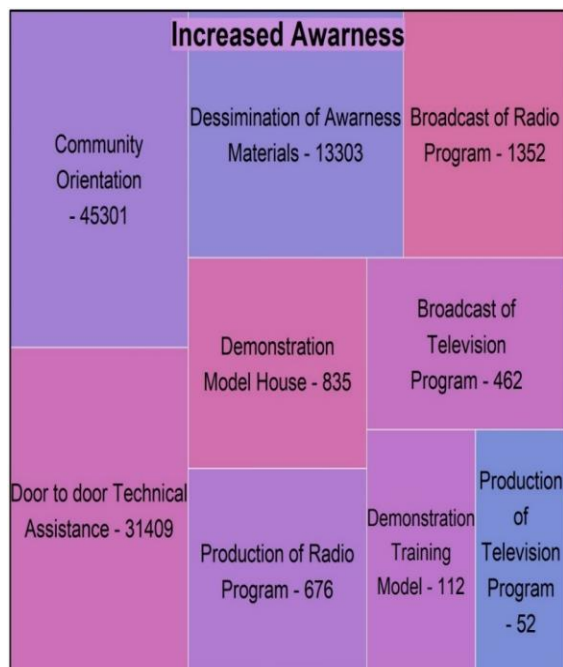 Increased Awarness
Community
Orientation
- 45301
Dessimination of Awarness
Materials - 13303
Broadcast of Radio
Program - 1352
Demonstration
Model House - 835
Broadcast of
Television
Program - 462
Door to door Technical
Assistance - 31409
Production of Radio
Program - 676
Demonstration
Training
Model - 112
Production
of
Television
Program
- 52